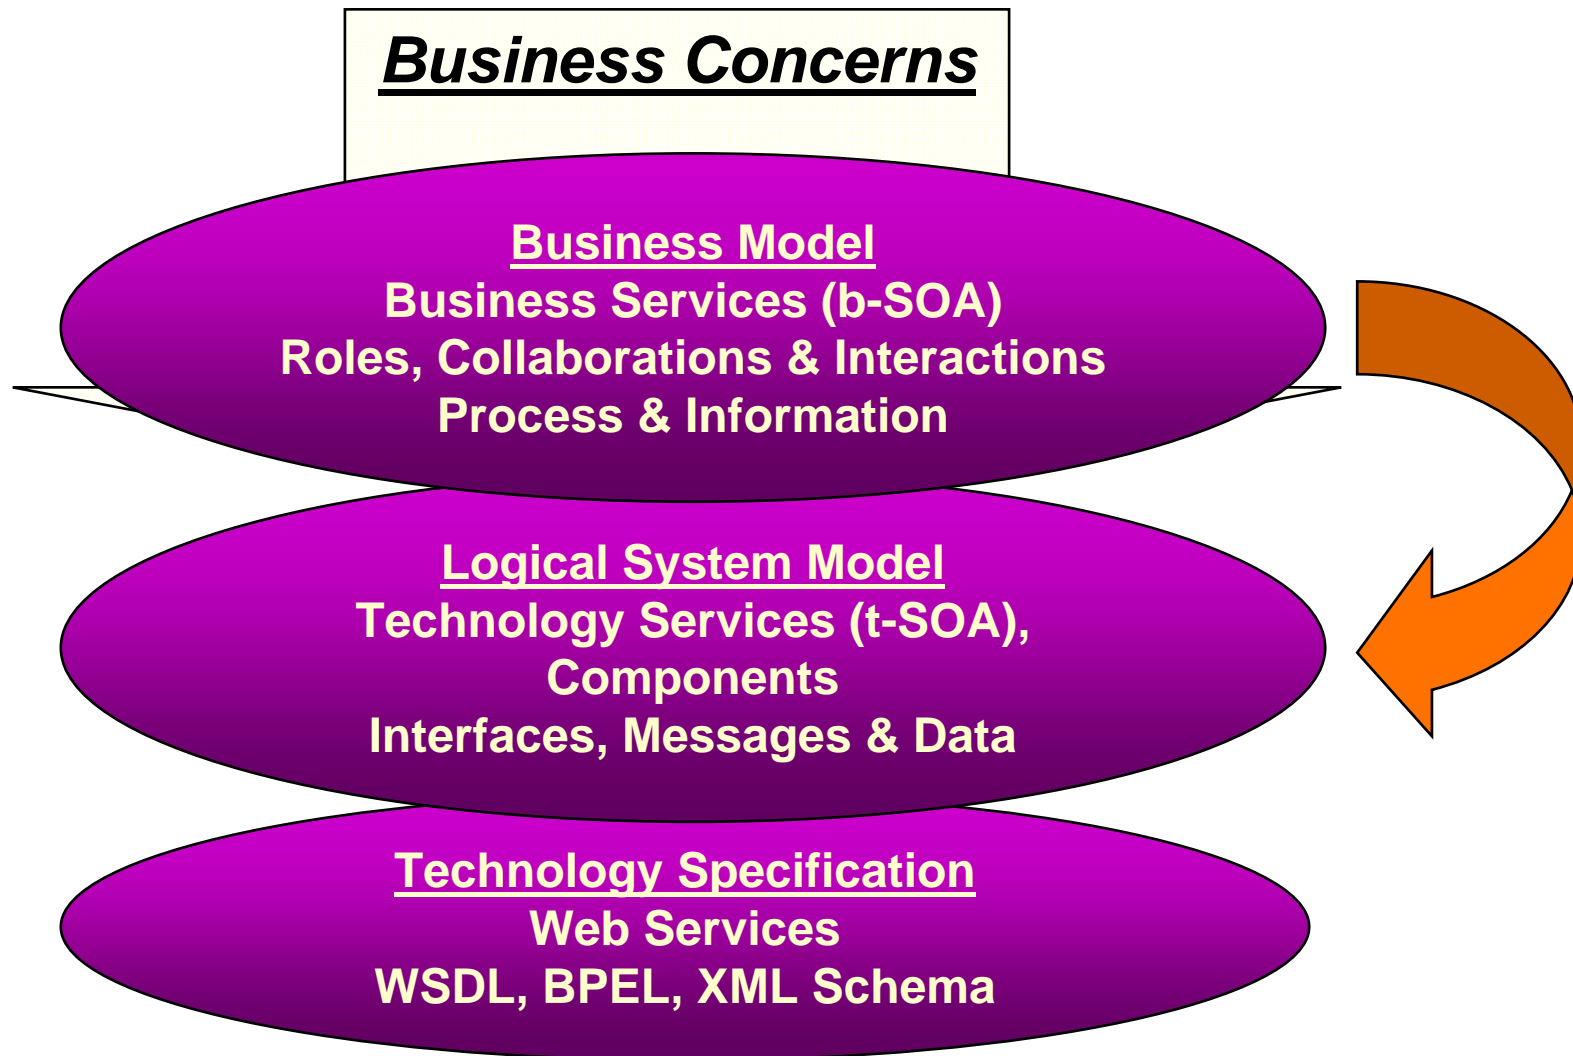 Business Concerns
Business Model
Business Services (b-SOA)
Roles, Collaborations & Interactions
Process & Information
Logical System Model
Technology Services (t-SOA),
Components
Interfaces, Messages & Data
Technology Specification
Web Services
WSDL, BPEL, XML Schema